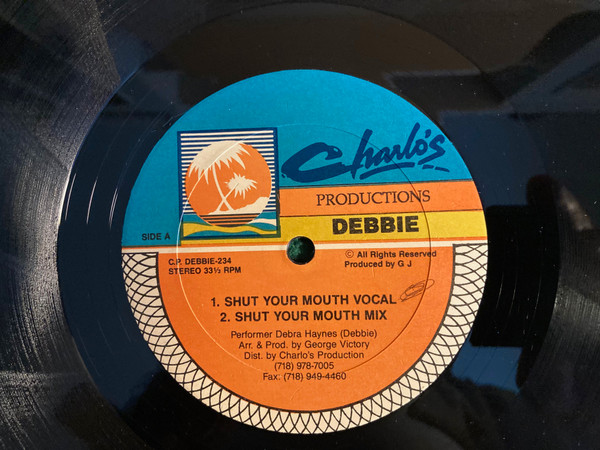 Charlo's
PRODUCTIONS
DEBBIE
SIDE A
C.P. DEBBIE-234
STEREO 33½ RPM
© All Rights Reserved
Produced by G J
1. SHUT YOUR MOUTH VOCAL
2. SHUT YOUR MOUTH MIX
Performer Debra Haynes (Debbie)
Arr. & Prod. by George Victory
Dist. by Charlo's Production
(718) 978-7005
Fax: (718) 949-4460